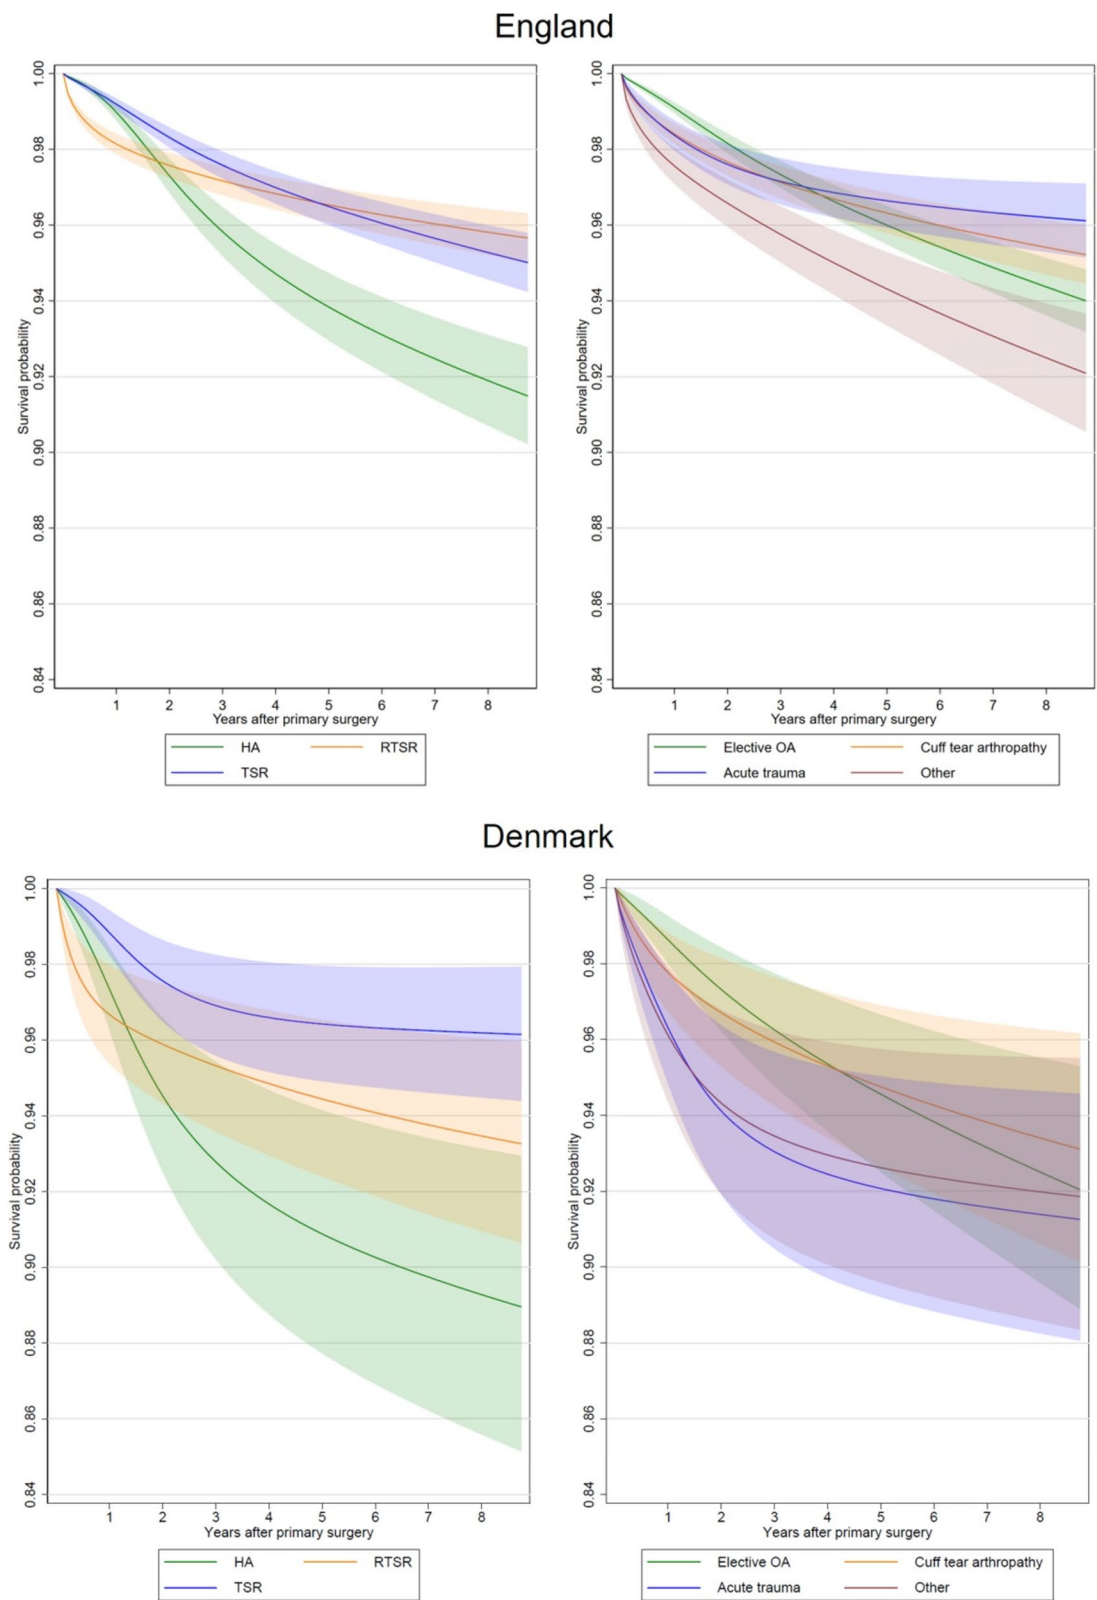 England
Survival probability
1.00
0.98
0.96
0.94
0.92
0.90
0.88
0.86
0.84
1 2 3 4 5 6 7 8
Years after primary surgery
HA RTSR
TSR
Survival probability
1.00
0.98
0.96
0.94
0.92
0.90
0.88
0.86
0.84
1 2 3 4 5 6 7 8
Years after primary surgery
Elective OA Cuff tear arthropathy
Acute trauma Other
Denmark
Survival probability
1.00
0.98
0.96
0.94
0.92
0.90
0.88
0.86
0.84
1 2 3 4 5 6 7 8
Years after primary surgery
HA RTSR
TSR
Survival probability
1.00
0.98
0.96
0.94
0.92
0.90
0.88
0.86
0.84
1 2 3 4 5 6 7 8
Years after primary surgery
Elective OA Cuff tear arthropathy
Acute trauma Other